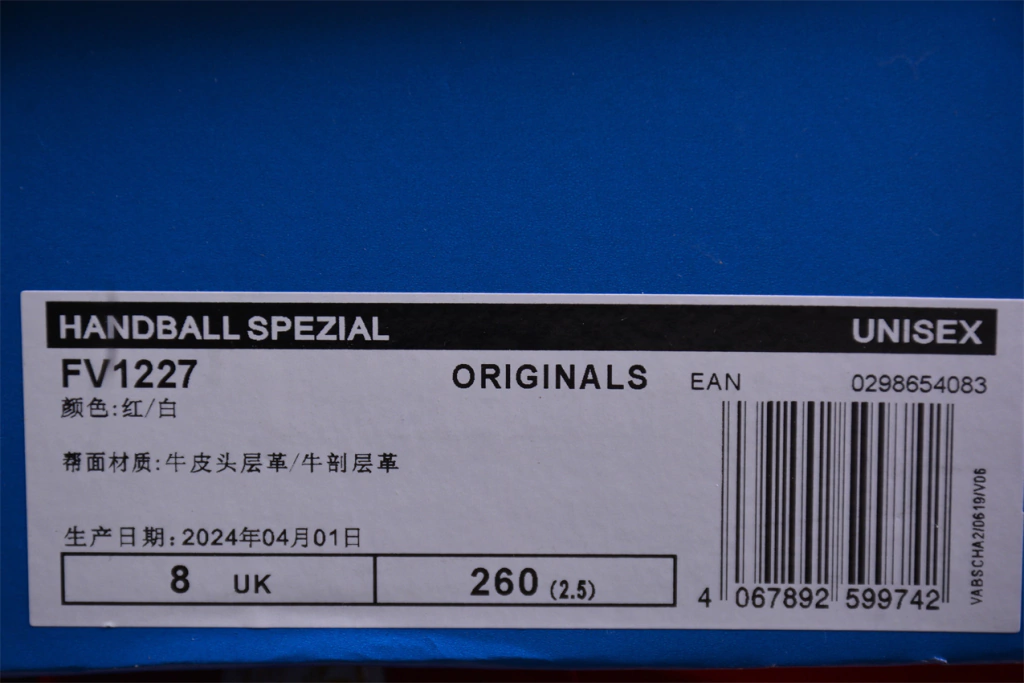 HANDBALL SPEZIAL UNISEX
FV1227 ORIGINALS EAN 0298654083
颜色:红/白
帮面材质:牛皮头层革/牛剖层革
生产日期:2024年04月01日
8 UK 260 (2.5)
4 067892 599742
VABSCHA2/0619/V06